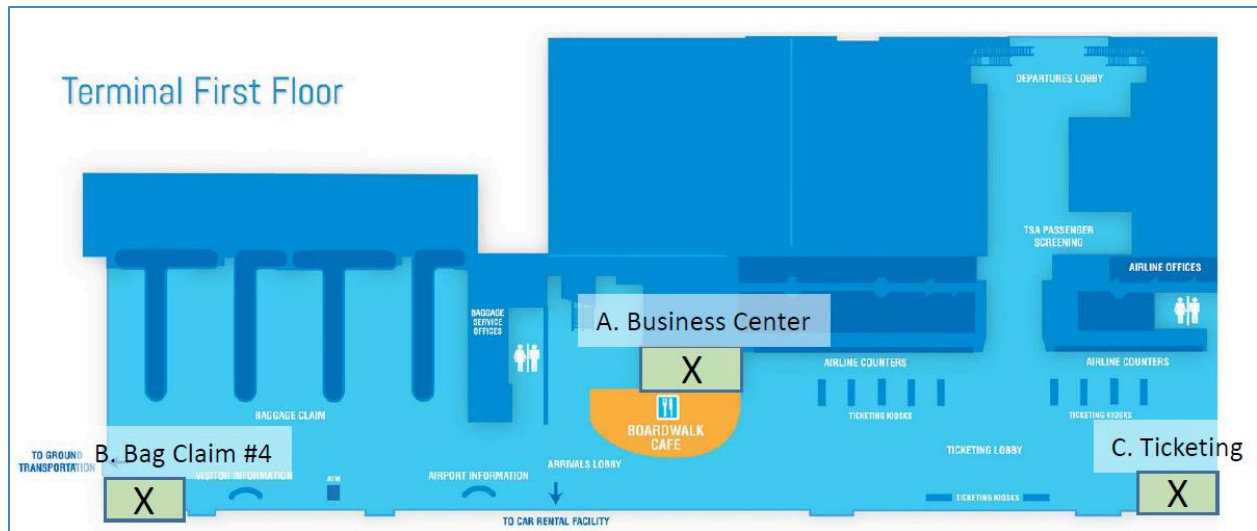 Terminal First Floor
DEPARTURES LOBBY
TSA PASSENGER
SCREENING
AIRLINE OFFICES
BAGGAGE
SERVICE
OFFICES
A. Business Center
X
AIRLINE COUNTERS
AIRLINE COUNTERS
BOARDWALK
CAFE
TICKETING KIOSKS
TICKETING KIOSKS
BAGGAGE CLAIM
TO GROUND
TRANSPORTATION
B. Bag Claim #4
X
VISITOR INFORMATION
ATM
AIRPORT INFORMATION
ARRIVALS LOBBY
TICKETING LOBBY
C. Ticketing
X
TICKETING KIOSKS
TO CAR RENTAL FACILITY